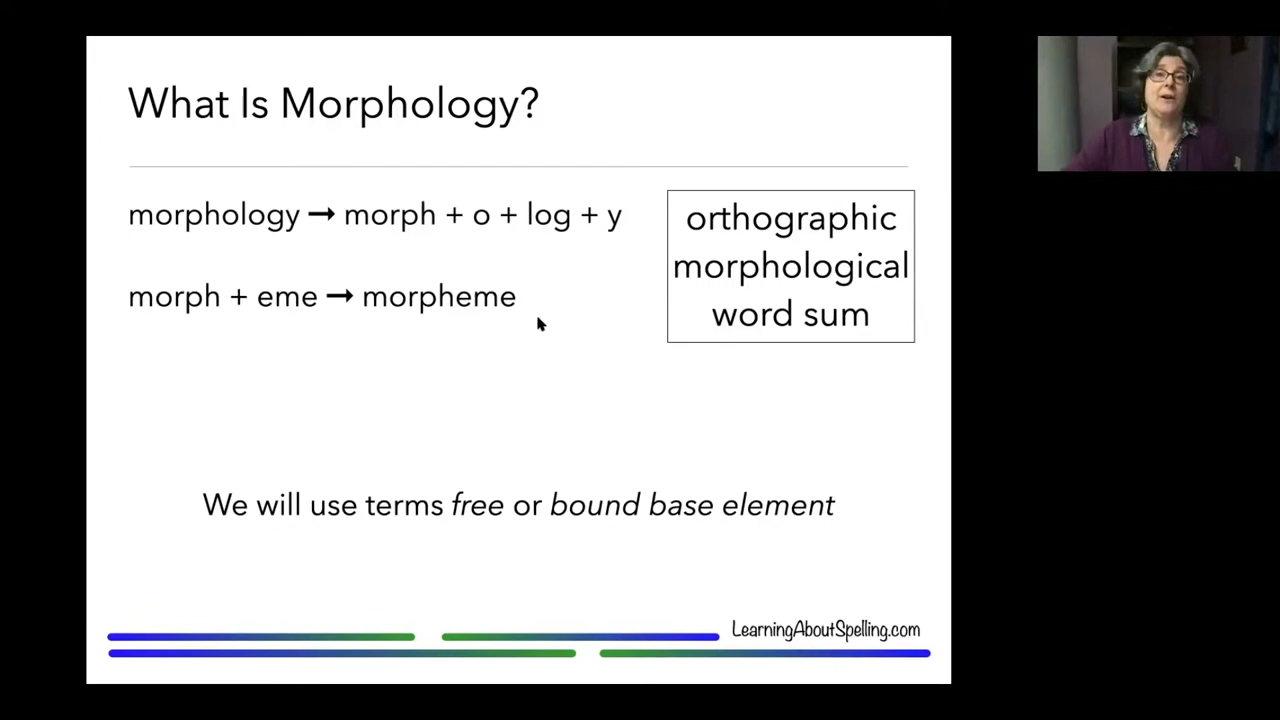 What Is Morphology?
morphology ➞ morph + o + log + y
morph + eme ➞ morpheme
orthographic
morphological
word sum
We will use terms free or bound base element
LearningAboutSpelling.com